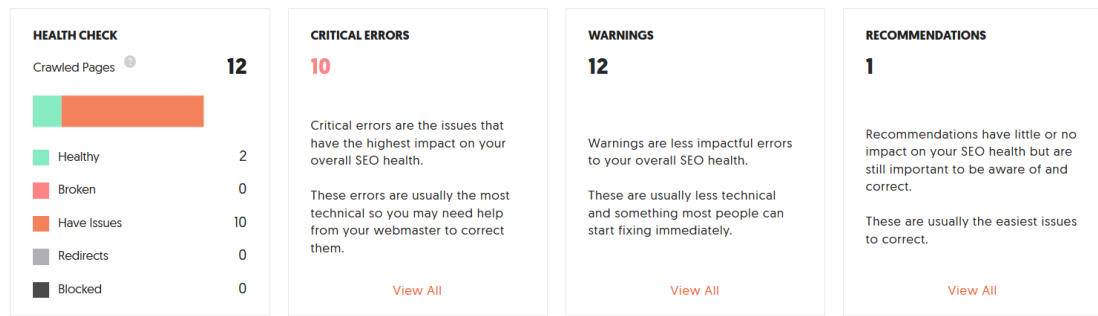 HEALTH CHECK
Crawled Pages ? 12
Healthy 2
Broken 0
Have Issues 10
Redirects 0
Blocked 0
CRITICAL ERRORS
10
Critical errors are the issues that
have the highest impact on your
overall SEO health.
These errors are usually the most
technical so you may need help
from your webmaster to correct
them.
View All
WARNINGS
12
Warnings are less impactful errors
to your overall SEO health.
These are usually less technical
and something most people can
start fixing immediately.
View All
RECOMMENDATIONS
1
Recommendations have little or no
impact on your SEO health but are
still important to be aware of and
correct.
These are usually the easiest issues
to correct.
View All